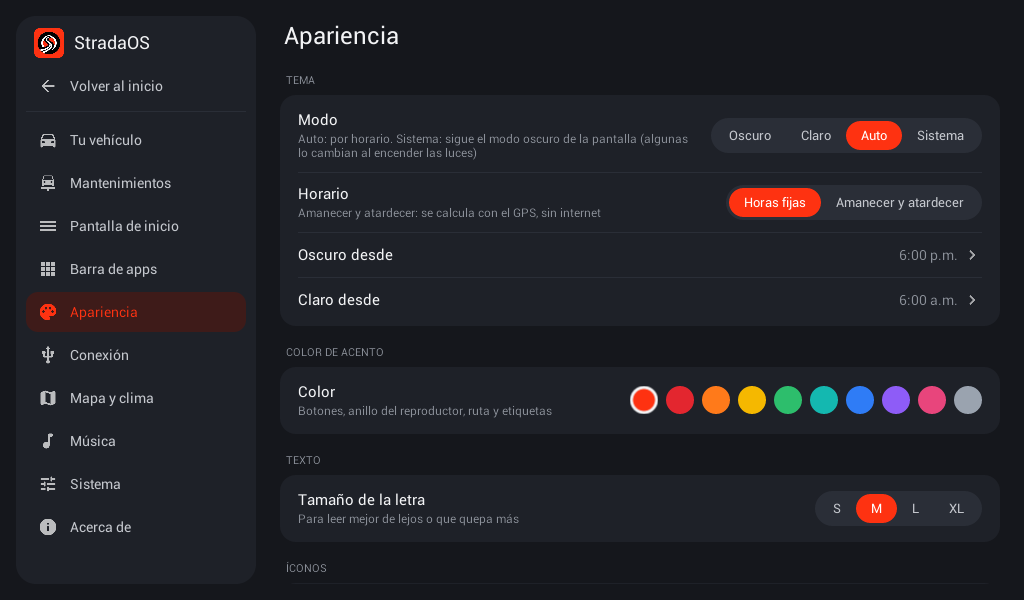 StradaOS
Volver al inicio
Tu vehículo
Mantenimientos
Pantalla de inicio
Barra de apps
Apariencia
Conexión
Mapa y clima
Música
Sistema
Acerca de
Apariencia
TEMA
Modo
Auto: por horario. Sistema: sigue el modo oscuro de la pantalla (algunas
lo cambian al encender las luces)
Oscuro Claro Auto Sistema
Horario
Amanecer y atardecer: se calcula con el GPS, sin internet
Horas fijas Amanecer y atardecer
Oscuro desde 6:00 p.m.
Claro desde 6:00 a.m.
COLOR DE ACENTO
Color
Botones, anillo del reproductor, ruta y etiquetas
TEXTO
Tamaño de la letra
Para leer mejor de lejos o que quepa más
S M L XL
ÍCONOS